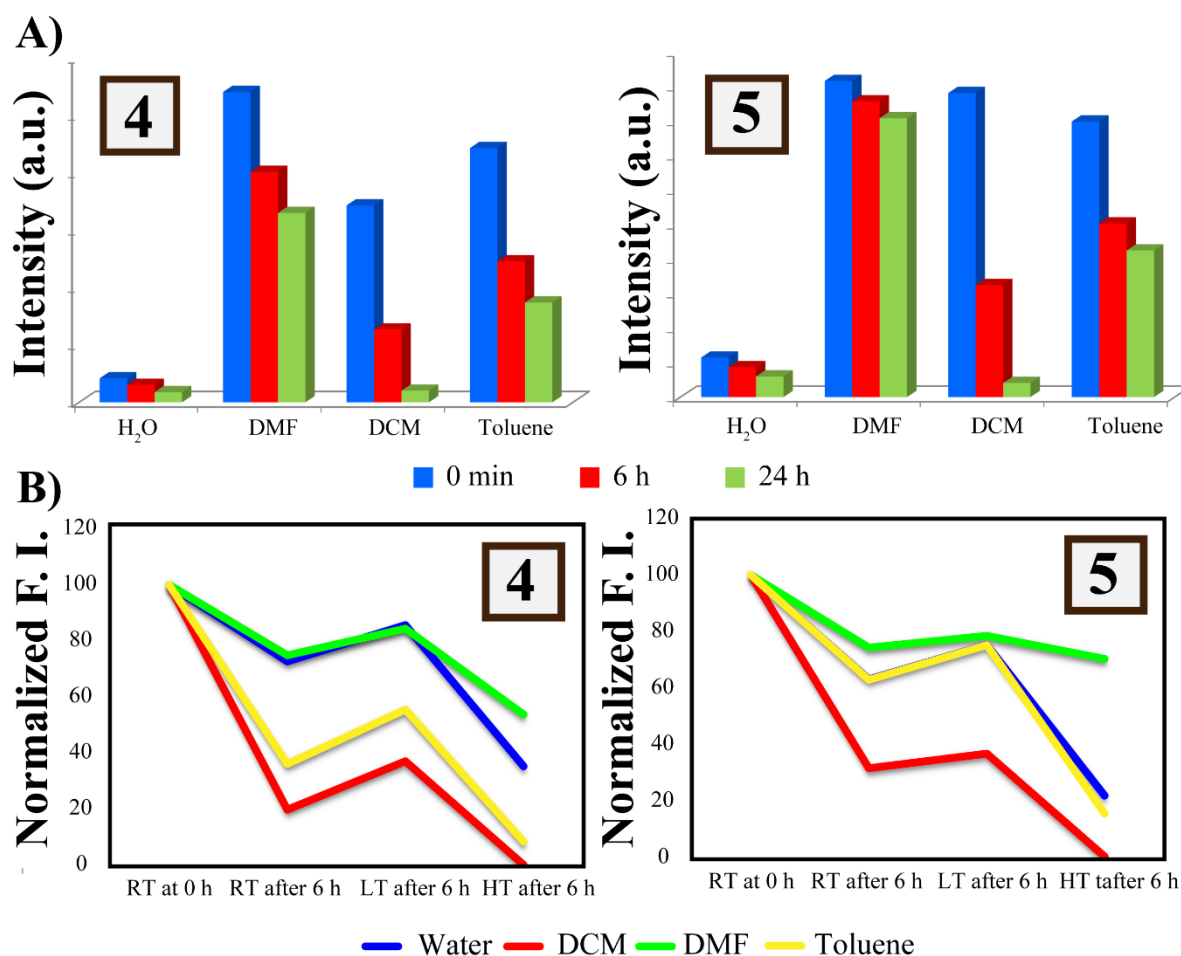 A)
Intensity (a.u.)
4
H₂O DMF DCM Toluene
Intensity (a.u.)
5
H₂O DMF DCM Toluene
0 min 6 h 24 h
B)
Normalized F. I.
120
100
80
60
40
20
0
4
RT at 0 h RT after 6 h LT after 6 h HT after 6 h
Normalized F. I.
120
100
80
60
40
20
0
5
RT at 0 h RT after 6 h LT after 6 h HT tafter 6 h
Water DCM DMF Toluene